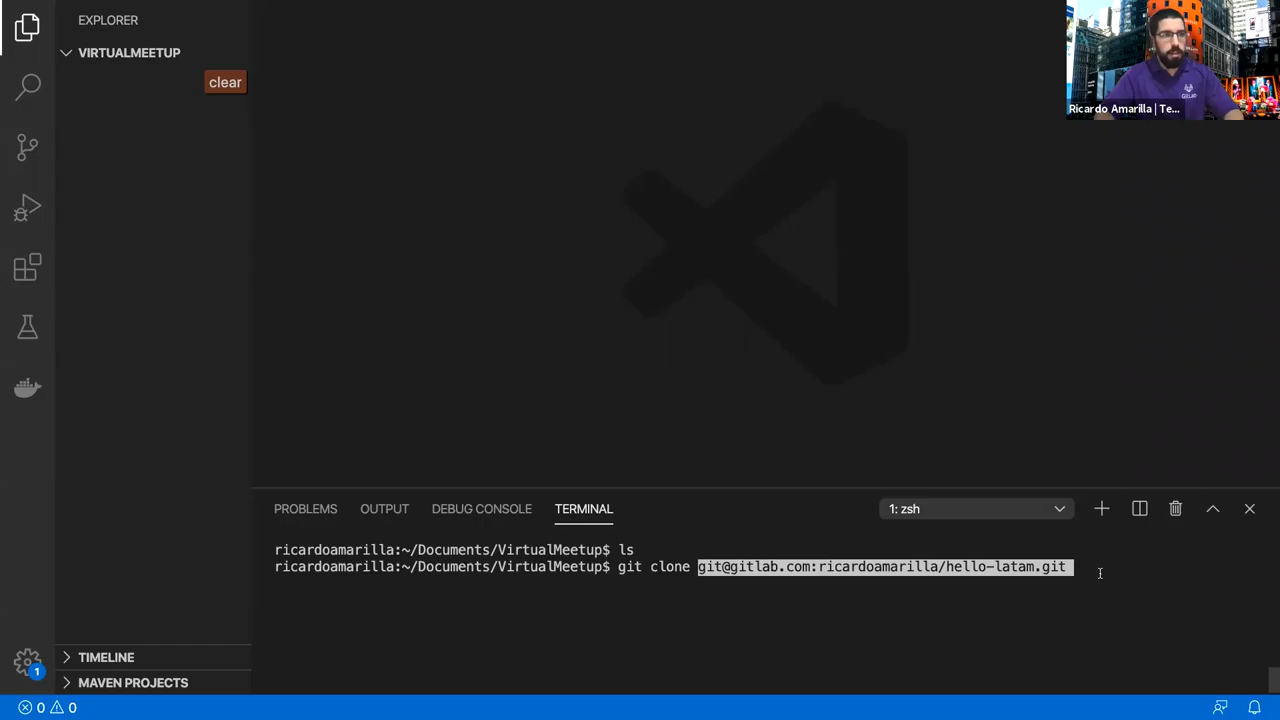 EXPLORER
VIRTUALMEETUP
clear
Ricardo Amarilla | Te...
PROBLEMS
OUTPUT
DEBUG CONSOLE
TERMINAL
1: zsh
ricardoamarilla:~/Documents/VirtualMeetup$ ls
ricardoamarilla:~/Documents/VirtualMeetup$ git clone git@gitlab.com:ricardoamarilla/hello-latam.git
TIMELINE
MAVEN PROJECTS
1
0
0